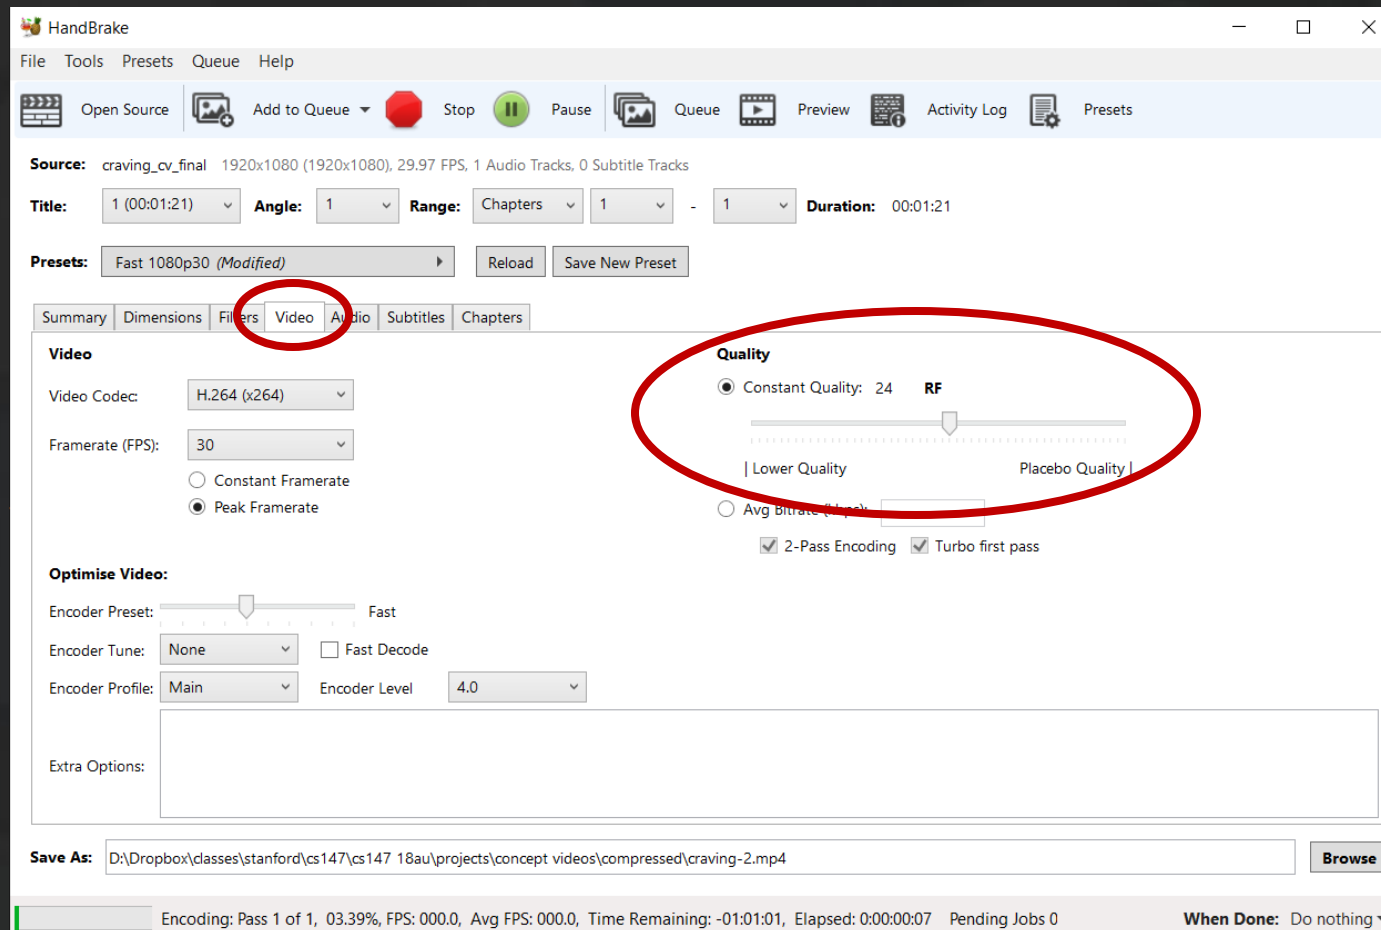 HandBrake
File Tools Presets Queue Help
Open Source Add to Queue Stop Pause Queue Preview Activity Log Presets
Source: craving_cv_final 1920x1080 (1920x1080), 29.97 FPS, 1 Audio Tracks, 0 Subtitle Tracks
Title: 1 (00:01:21) Angle: 1 Range: Chapters 1 - 1 Duration: 00:01:21
Presets: Fast 1080p30 (Modified) Reload Save New Preset
Summary Dimensions Filters Video Audio Subtitles Chapters
Video
Video Codec: H.264 (x264)
Framerate (FPS): 30
Constant Framerate
Peak Framerate
Quality
Constant Quality: 24 RF
| Lower Quality Placebo Quality |
Avg Bitrate (kbps):
2-Pass Encoding Turbo first pass
Optimise Video:
Encoder Preset: Fast
Encoder Tune: None Fast Decode
Encoder Profile: Main Encoder Level 4.0
Extra Options:
Save As: D:\Dropbox\classes\stanford\cs147\cs147 18au\projects\concept videos\compressed\craving-2.mp4 Browse
Encoding: Pass 1 of 1, 03.39%, FPS: 000.0, Avg FPS: 000.0, Time Remaining: -01:01:01, Elapsed: 0:00:00:07 Pending Jobs 0 When Done: Do nothing